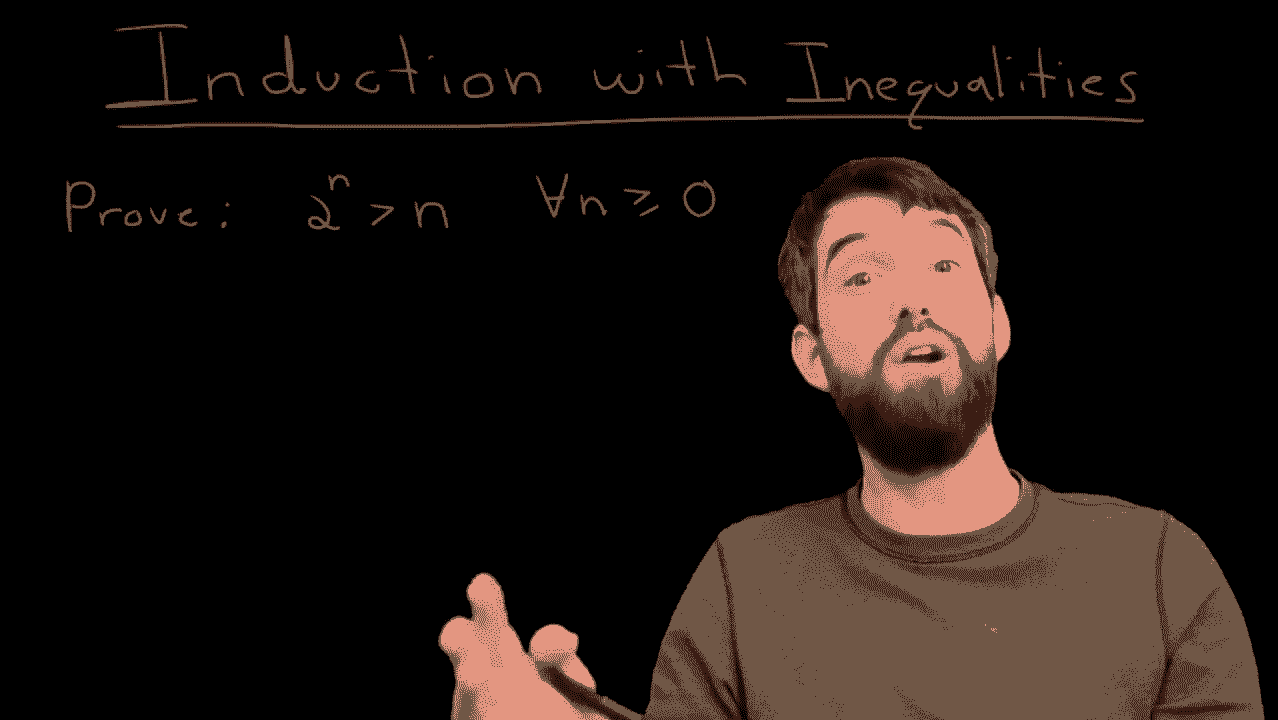 Induction with Inequalities
Prove: 2ⁿ > n ∀n ≥ 0